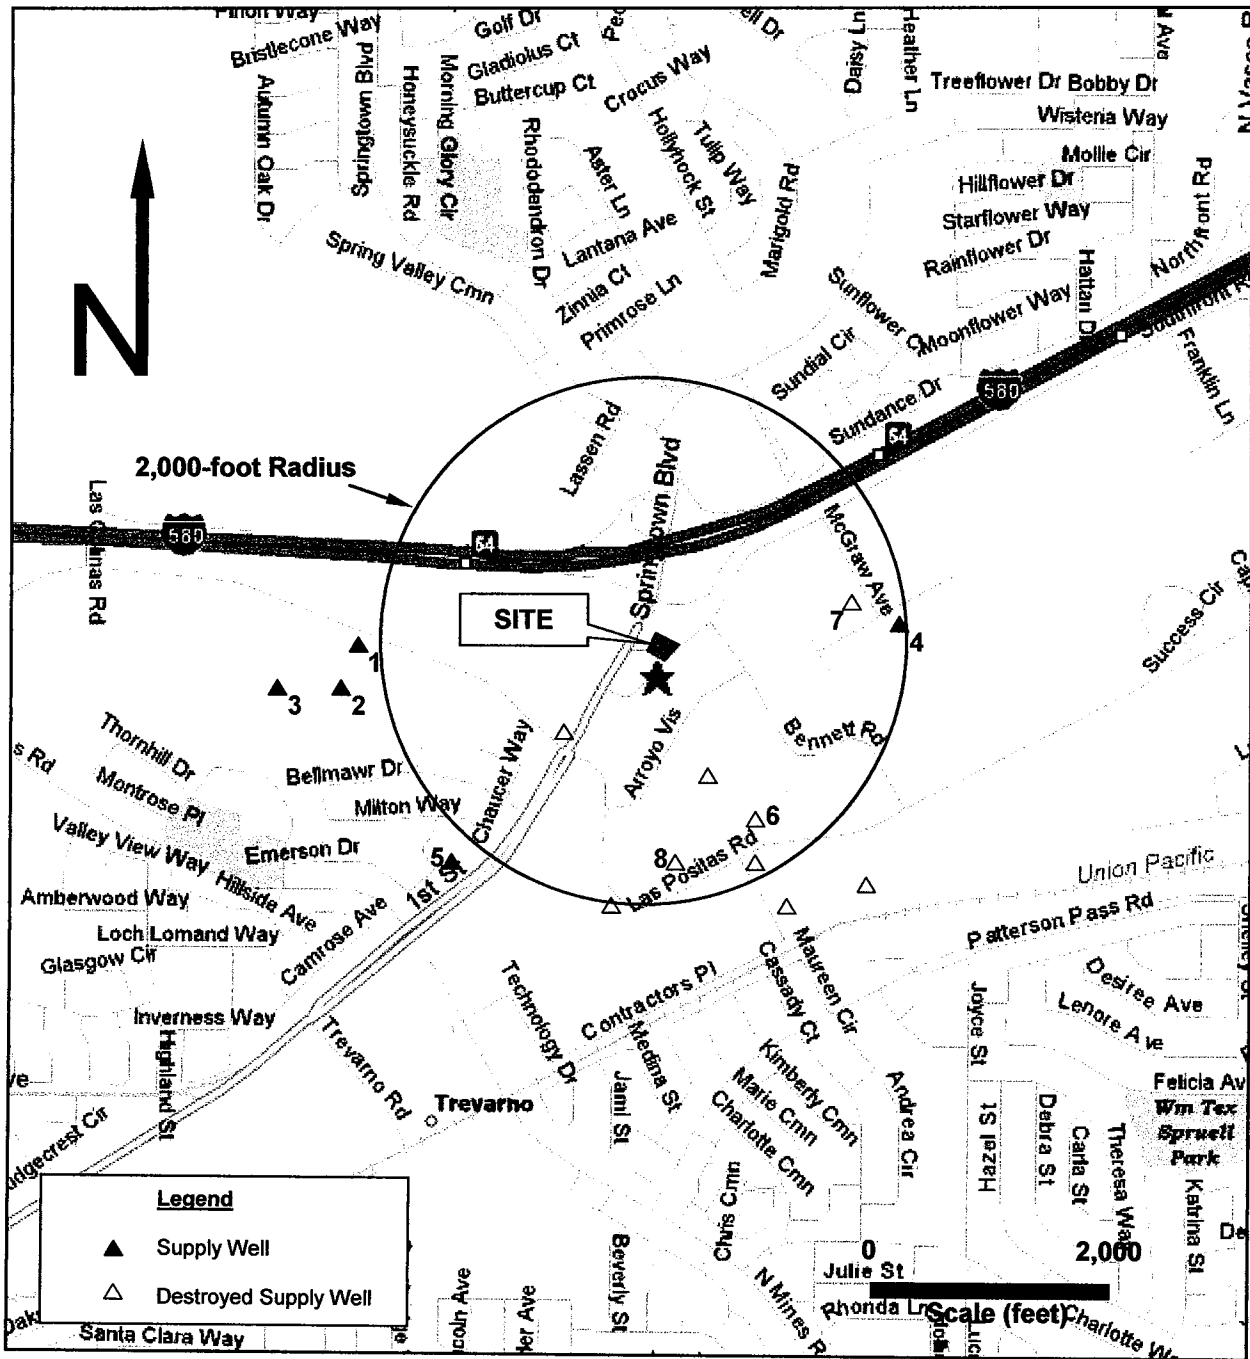 Pinon Way
Bristlecone Way
Golf Dr
Gladiolus Ct
Buttercup Ct
Crocus Way
Daisy Ln
Heather Ln
Treeflower Dr
Bobby Dr
Wisteria Way
Mollie Cir
Hillflower Dr
Starflower Way
Rainflower Dr
Moonflower Way
Hattan Dr
Northfront Rd
Franklin Ln
Autumn Oak Dr
Springtown Blvd
Honeysuckle Rd
Morning Glory Cir
Rhododendron Dr
Aster Ln
Hollyhock St
Tulip Way
Marigold Rd
Lantana Ave
Zinnia Ct
Primrose Ln
Spring Valley Cmn
Sundial Cir
Sundance Dr
N
580
54
2,000-foot Radius
Lassen Rd
Springtown Blvd
580
54
McGraw Ave
SITE
7
4
1
2
3
Success Cir
Arroyo Vis
Bennett Rd
Thornhill Dr
Montrose Pl
Bellmawr Dr
Milton Way
Chaucer Way
s Rd
Valley View Way
Hillside Ave
Emerson Dr
5
1st St
6
8
Las Positas Rd
Union Pacific
Patterson Pass Rd
Amberwood Way
Loch Lomand Way
Glasgow Cir
Camrose Ave
Inverness Way
Highland St
Trevarno Rd
Trevarno
Technology Dr
Contractors Pl
Cassady Ct
Maureen Cir
Medina St
Jami St
Kimberly Cmn
Marie Cmn
Charlotte Cmn
Chris Cmn
Andrea Cir
Joyce St
Desiree Ave
Lenore Ave
Felicia Av
Wm Tex
Spruell
Park
Hazel St
Debra St
Carla St
Theresa Way
Katrina St
Beverly St
N Mines R
Julie St
Rhonda Ln
Charlotte W
Santa Clara Way
Legend
Supply Well
Destroyed Supply Well
0 2,000
Scale (feet)